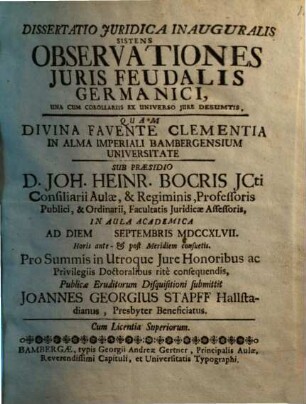 DISSERTATIO JURIDICA INAUGURALIS
SISTENS
OBSERVATIONES
JURIS FEUDALIS
GERMANICI,
UNA CUM COROLLARIIS EX UNIVERSO JURE DESUMTIS,
QUAM
DIVINA FAVENTE CLEMENTIA
IN ALMA IMPERIALI BAMBERGENSIUM
UNIVERSITATE
SUB PRÆSIDIO
D. JOH. HEINR. BOCRIS JCti
Consiliarii Aulæ, & Regiminis, Professoris
Publici, & Ordinarii, Facultatis Juridicæ Assessoris,
IN AULA ACADEMICA
AD DIEM SEPTEMBRIS MDCCXLVII.
Horis ante- & post Meridiem consuetis.
Pro Summis in Utroque Jure Honoribus ac
Privilegiis Doctoralibus ritè consequendis,
Publicæ Eruditorum Disquisitioni submittit
JOANNES GEORGIUS STAPFF Hallsta-
dianus, Presbyter Beneficiatus.
Cum Licentia Superiorum.
BAMBERGÆ, typis Georgii Andreæ Gertner, Principalis Aulæ,
Reverendissimi Capituli, et Universitatis Typographi.